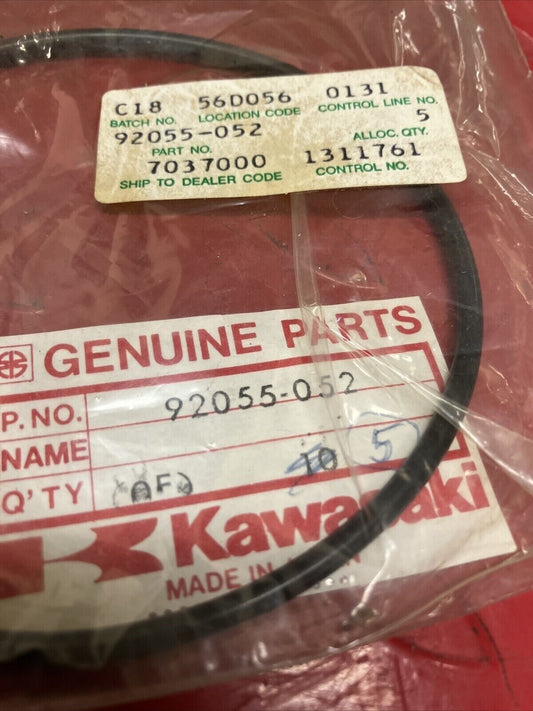 C18 56D056 0131
BATCH NO. LOCATION CODE CONTROL LINE NO.
92055-052 5
PART NO. ALLOC. QTY.
7037000 1311761
SHIP TO DEALER CODE CONTROL NO.
GENUINE PARTS
P.NO. 92055-052
NAME
Q'TY 10 5
Kawasaki
MADE IN